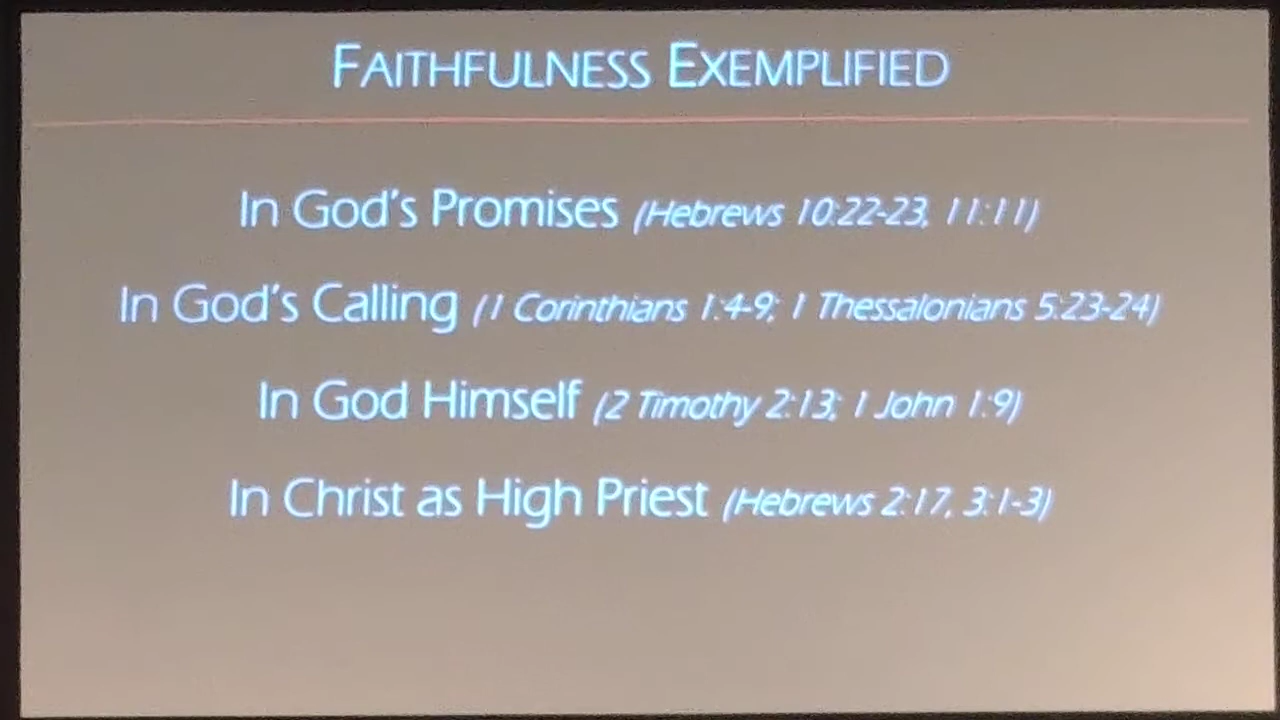 FAITHFULNESS EXEMPLIFIED
In God's Promises (Hebrews 10:22-23, 11:11)
In God's Calling (1 Corinthians 1:4-9; 1 Thessalonians 5:23-24)
In God Himself (2 Timothy 2:13; 1 John 1:9)
In Christ as High Priest (Hebrews 2:17, 3:1-3)